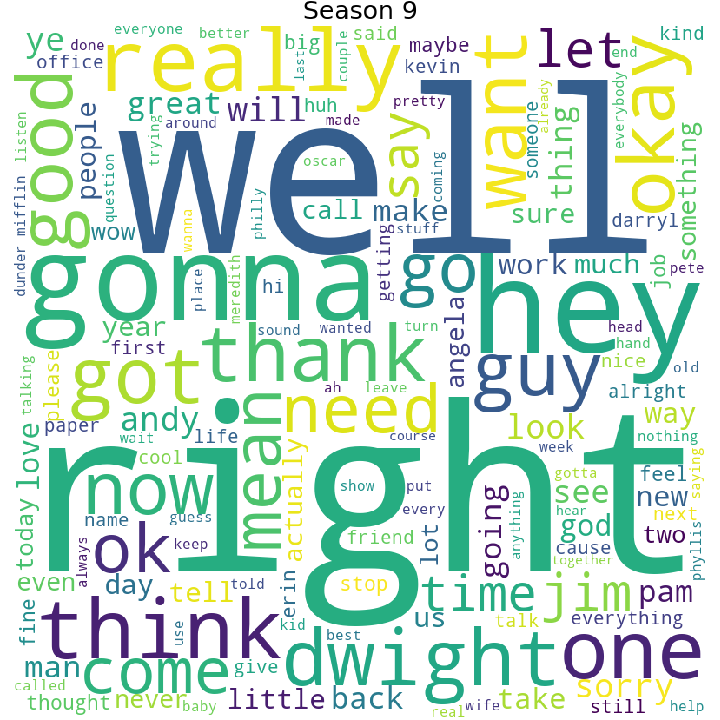 Season 9
everyone better big said maybe kind
ye done last couple end
office really kevin let
great will huh pretty want someone already everybody okay
listen good people trying around made say thing something
question well oscar coming
dunder mifflin wow wanna philly call make stuff sure darryl
gonna place meredith hi getting go work much job pete
year sound wanted turn angela hey head hand
first thank guy nice old
talking please got ah leave alright
paper andy need look way
love wait life mean actually course week nothing
cool right show put gotta feel saying
today now name guess every going see new
always ok keep friend lot anything hear god next two phyllis
cause together
even day tell told erin stop time jim pam
fine think use kid best us talk everything
man come give dwight one
called thought never baby little back real wife take sorry still help